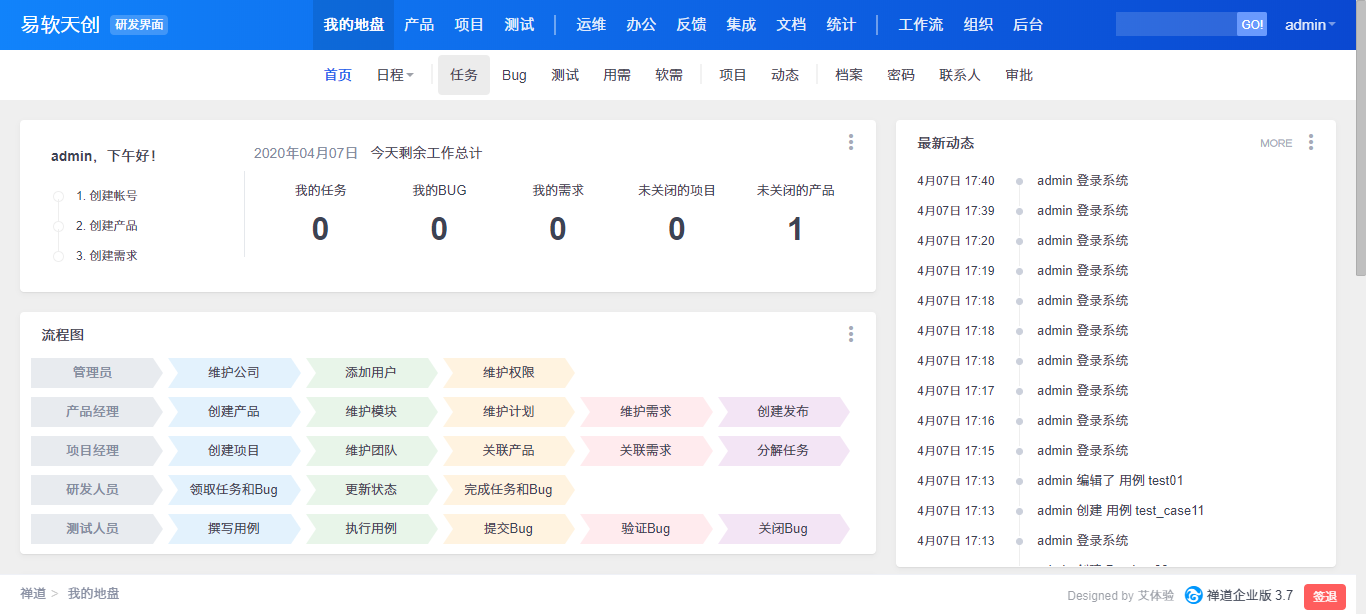 易软天创 研发界面 我的地盘 产品 项目 测试 运维 办公 反馈 集成 文档 统计 工作流 组织 后台 GO! admin
首页 日程 任务 Bug 测试 用需 软需 项目 动态 档案 密码 联系人 审批
admin，下午好！
1. 创建帐号
2. 创建产品
3. 创建需求
2020年04月07日 今天剩余工作总计
我的任务 我的BUG 我的需求 未关闭的项目 未关闭的产品
0 0 0 0 1
流程图
管理员 维护公司 添加用户 维护权限
产品经理 创建产品 维护模块 维护计划 维护需求 创建发布
项目经理 创建项目 维护团队 关联产品 关联需求 分解任务
研发人员 领取任务和Bug 更新状态 完成任务和Bug
测试人员 撰写用例 执行用例 提交Bug 验证Bug 关闭Bug
最新动态 MORE
4月07日 17:40 admin 登录系统
4月07日 17:39 admin 登录系统
4月07日 17:20 admin 登录系统
4月07日 17:19 admin 登录系统
4月07日 17:18 admin 登录系统
4月07日 17:18 admin 登录系统
4月07日 17:18 admin 登录系统
4月07日 17:17 admin 登录系统
4月07日 17:16 admin 登录系统
4月07日 17:15 admin 登录系统
4月07日 17:13 admin 编辑了 用例 test01
4月07日 17:13 admin 创建 用例 test_case11
4月07日 17:13 admin 登录系统
禅道 > 我的地盘 Designed by 艾体验 禅道企业版 3.7 签退